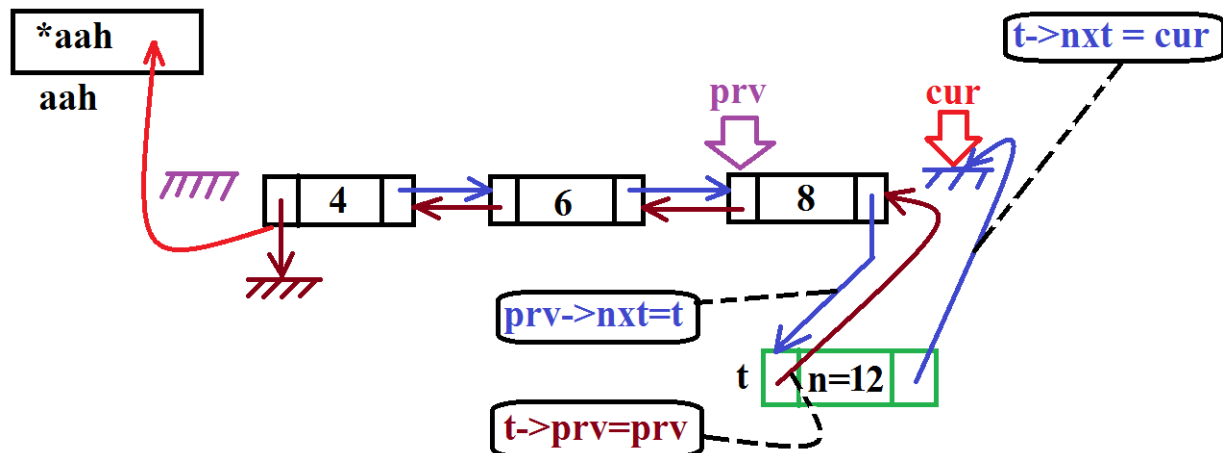 *aah
aah
t->nxt = cur
prv
cur
4
6
8
prv->nxt=t
t
n=12
t->prv=prv